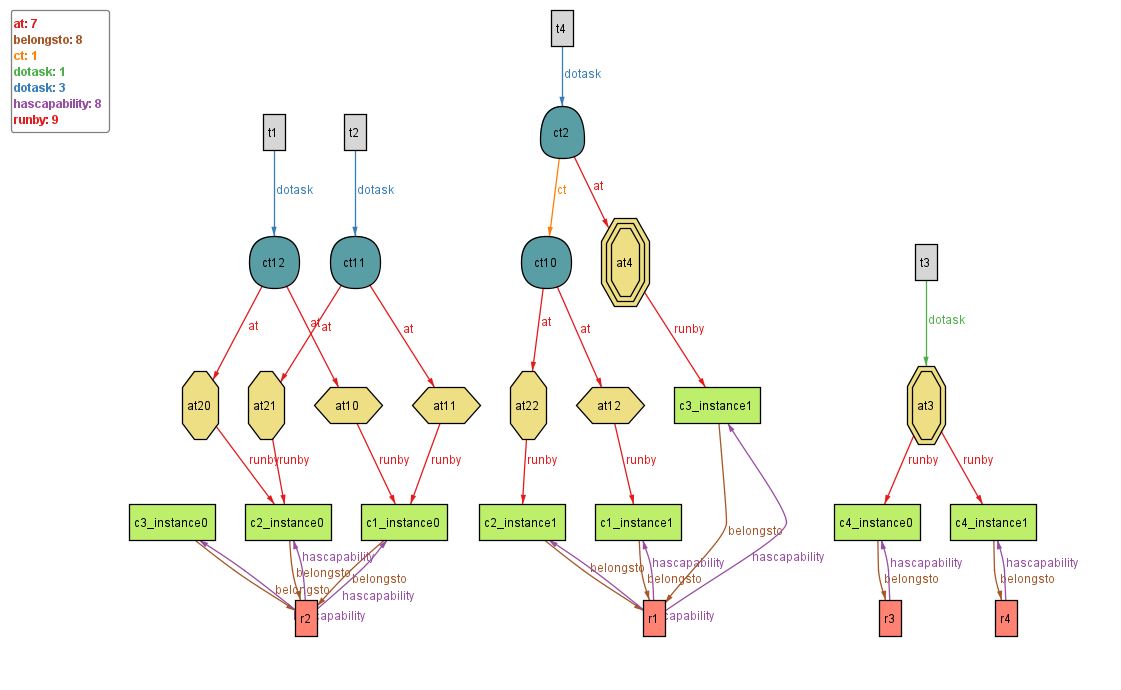 at: 7
belongsto: 8
ct: 1
dotask: 1
dotask: 3
hascapability: 8
runby: 9
t4
dotask
ct2
t1
t2
dotask
dotask
ct
at
ct12
ct11
ct10
at4
t3
dotask
at
at
at
at
at
at
runby
at20
at21
at10
at11
at22
at12
c3_instance1
at3
runby
runby
runby
runby
runby
runby
runby
runby
c3_instance0
c2_instance0
c1_instance0
c2_instance1
c1_instance1
c4_instance0
c4_instance1
belongsto
hascapability
hascapability
hascapability
hascapability
hascapability
belongsto
belongsto
belongsto
belongsto
belongsto
belongsto
belongsto
hascapability
r2
capability
r1
capability
r3
r4